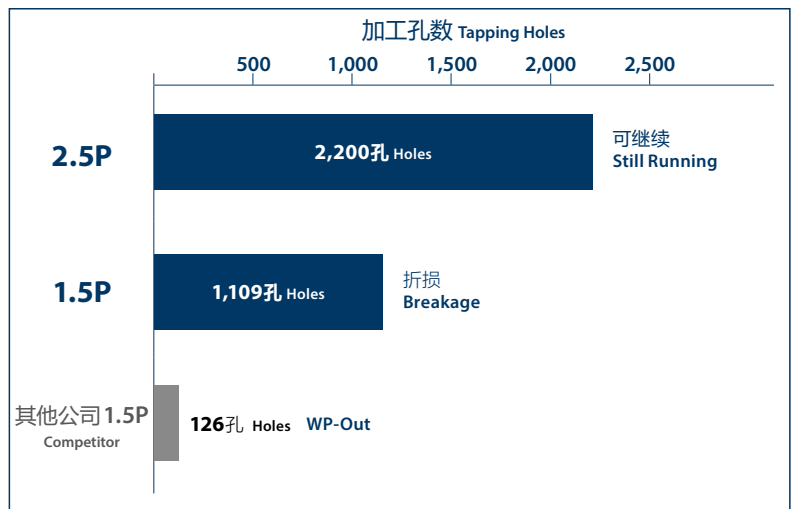 加工孔数 Tapping Holes
500 1,000 1,500 2,000 2,500
2.5P
2,200孔 Holes
可继续
Still Running
1.5P
1,109孔 Holes
折损
Breakage
其他公司1.5P
Competitor
126孔 Holes WP-Out